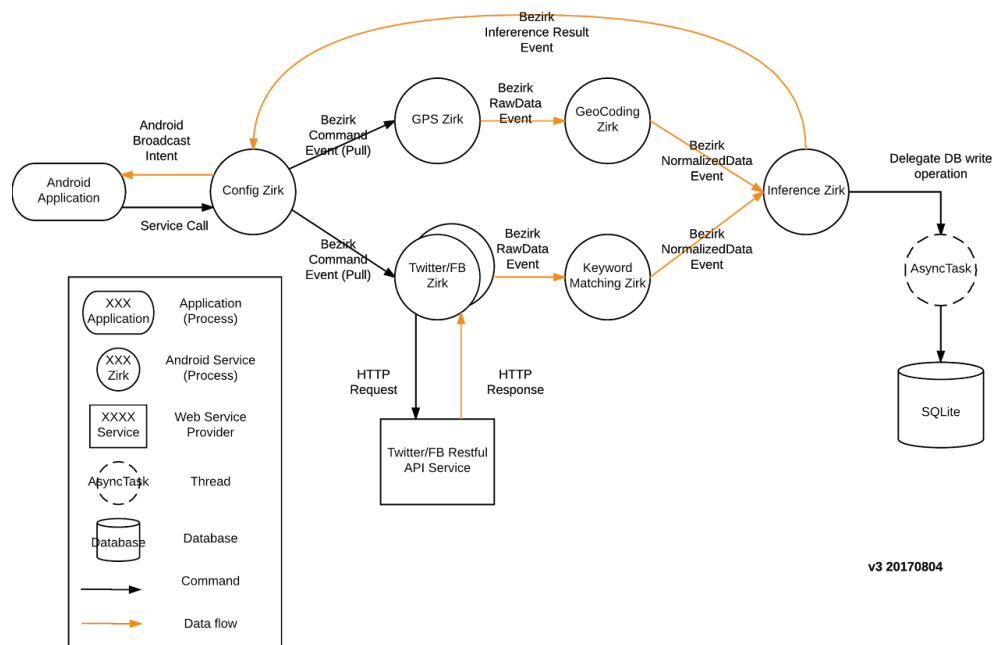 Bezirk
Infererence Result
Event
Android
Broadcast
Intent
Bezirk
Command
Event (Pull)
GPS Zirk
Bezirk
RawData
Event
GeoCoding
Zirk
Bezirk
NormalizedData
Event
Delegate DB write
operation
Android
Application
Config Zirk
Inference Zirk
Service Call
Bezirk
Command
Event (Pull)
Twitter/FB
Zirk
Bezirk
RawData
Event
Keyword
Matching Zirk
Bezirk
NormalizedData
Event
AsyncTask
HTTP
Request
HTTP
Response
SQLite
Twitter/FB Restful
API Service
XXX
Application
Application
(Process)
XXX
Zirk
Android Service
(Process)
XXXX
Service
Web Service
Provider
AsyncTask
Thread
Database
Database
Command
Data flow
v3 20170804